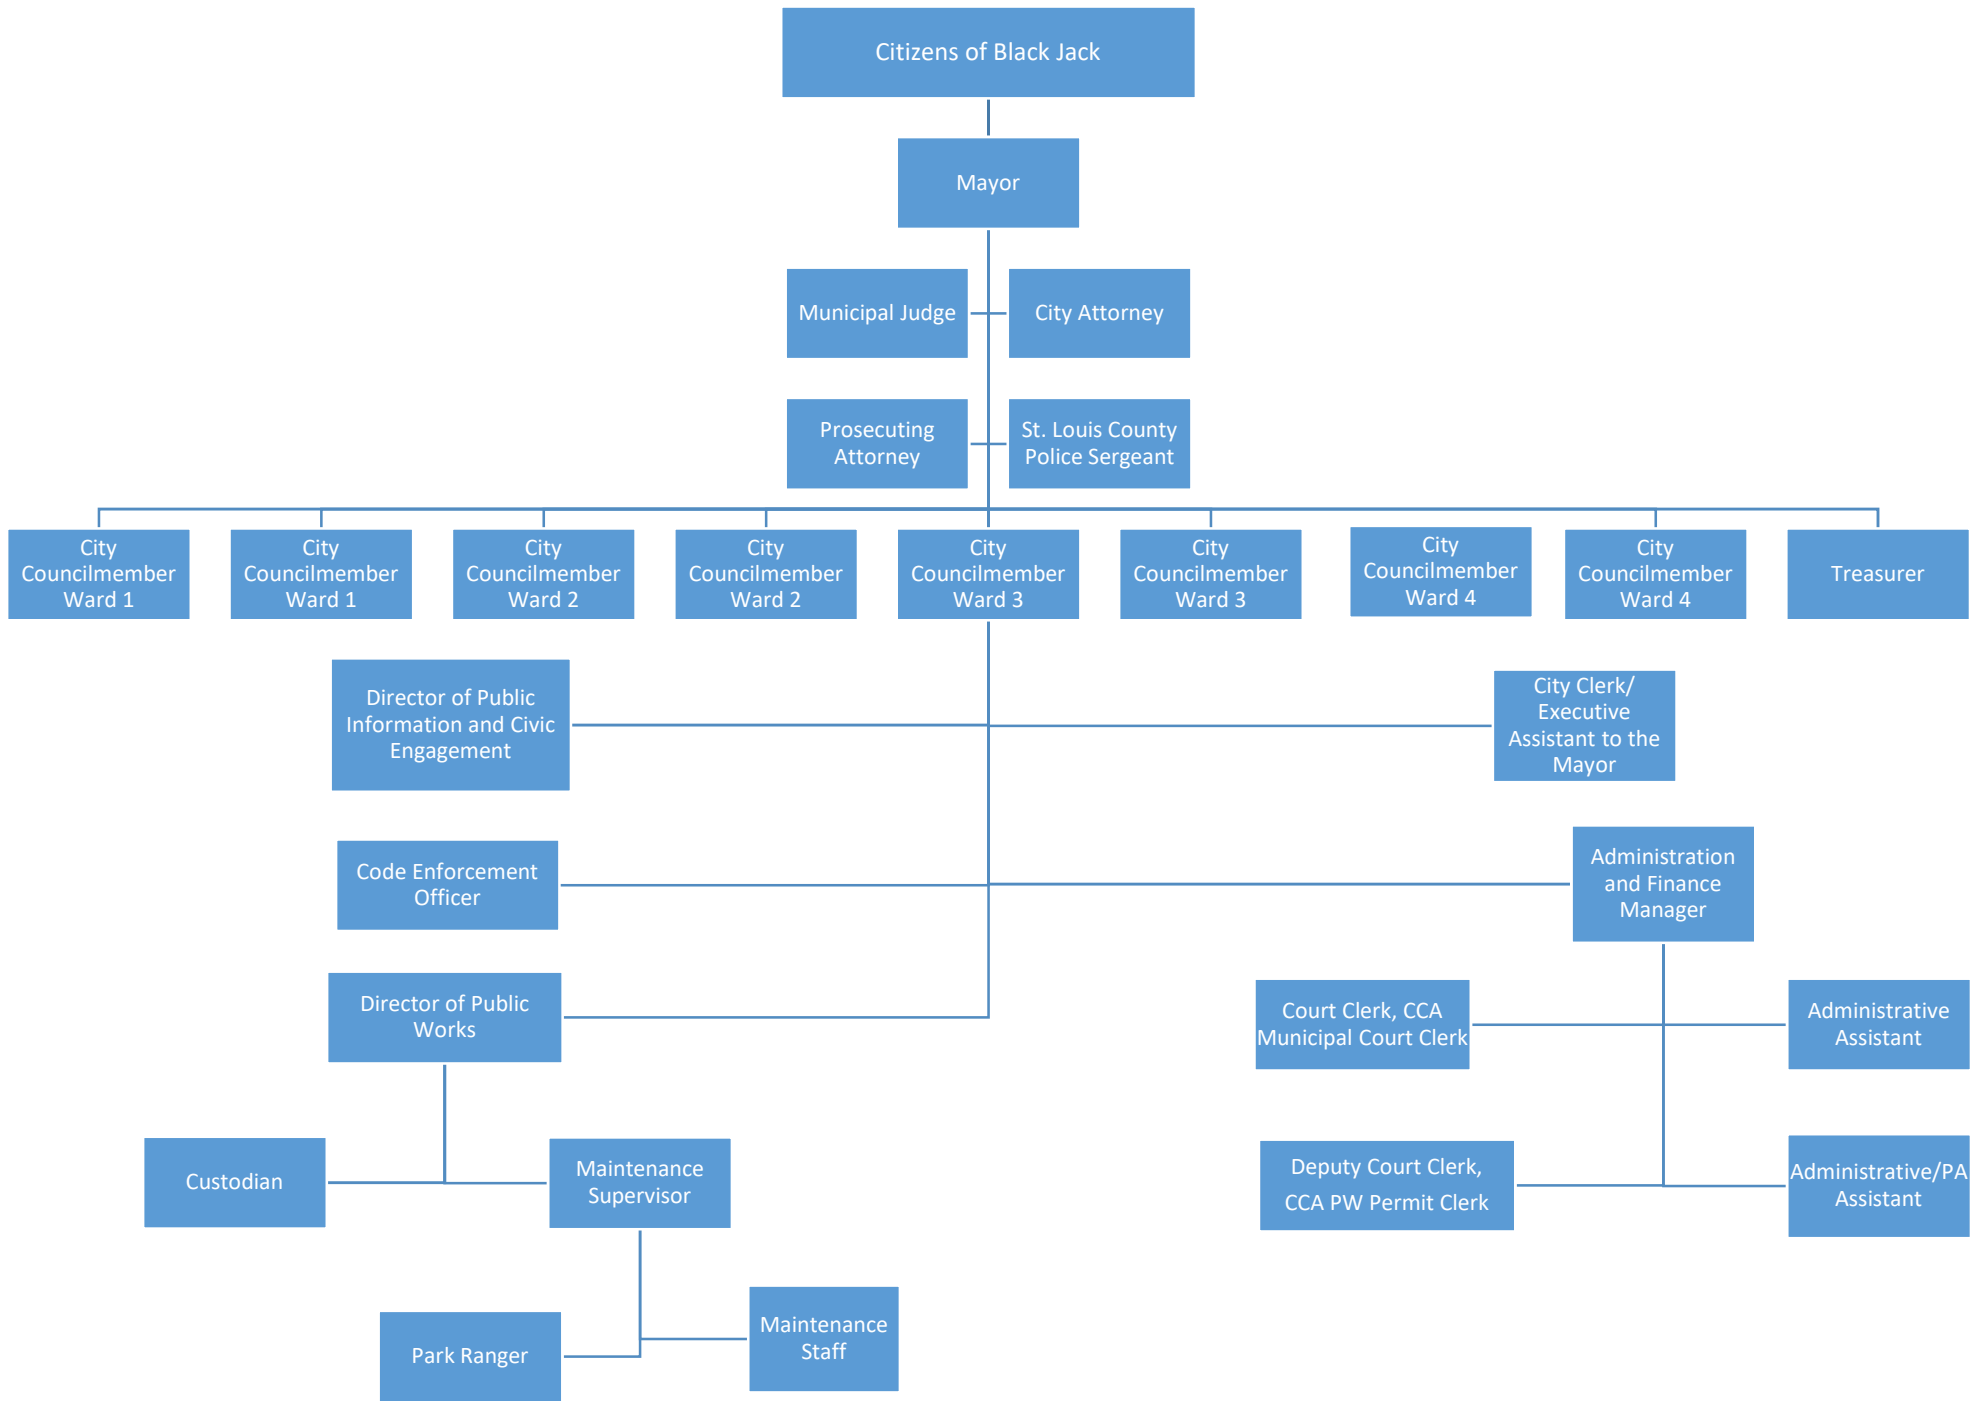 Citizens of Black Jack
Mayor
Municipal Judge
City Attorney
Prosecuting
Attorney
St. Louis County
Police Sergeant
City
Councilmember
Ward 1
City
Councilmember
Ward 1
City
Councilmember
Ward 2
City
Councilmember
Ward 2
City
Councilmember
Ward 3
City
Councilmember
Ward 3
City
Councilmember
Ward 4
City
Councilmember
Ward 4
Treasurer
Director of Public
Information and Civic
Engagement
City Clerk/
Executive
Assistant to the
Mayor
Code Enforcement
Officer
Administration
and Finance
Manager
Director of Public
Works
Court Clerk, CCA
Municipal Court Clerk
Administrative
Assistant
Custodian
Maintenance
Supervisor
Deputy Court Clerk,
CCA PW Permit Clerk
Administrative/PA
Assistant
Park Ranger
Maintenance
Staff